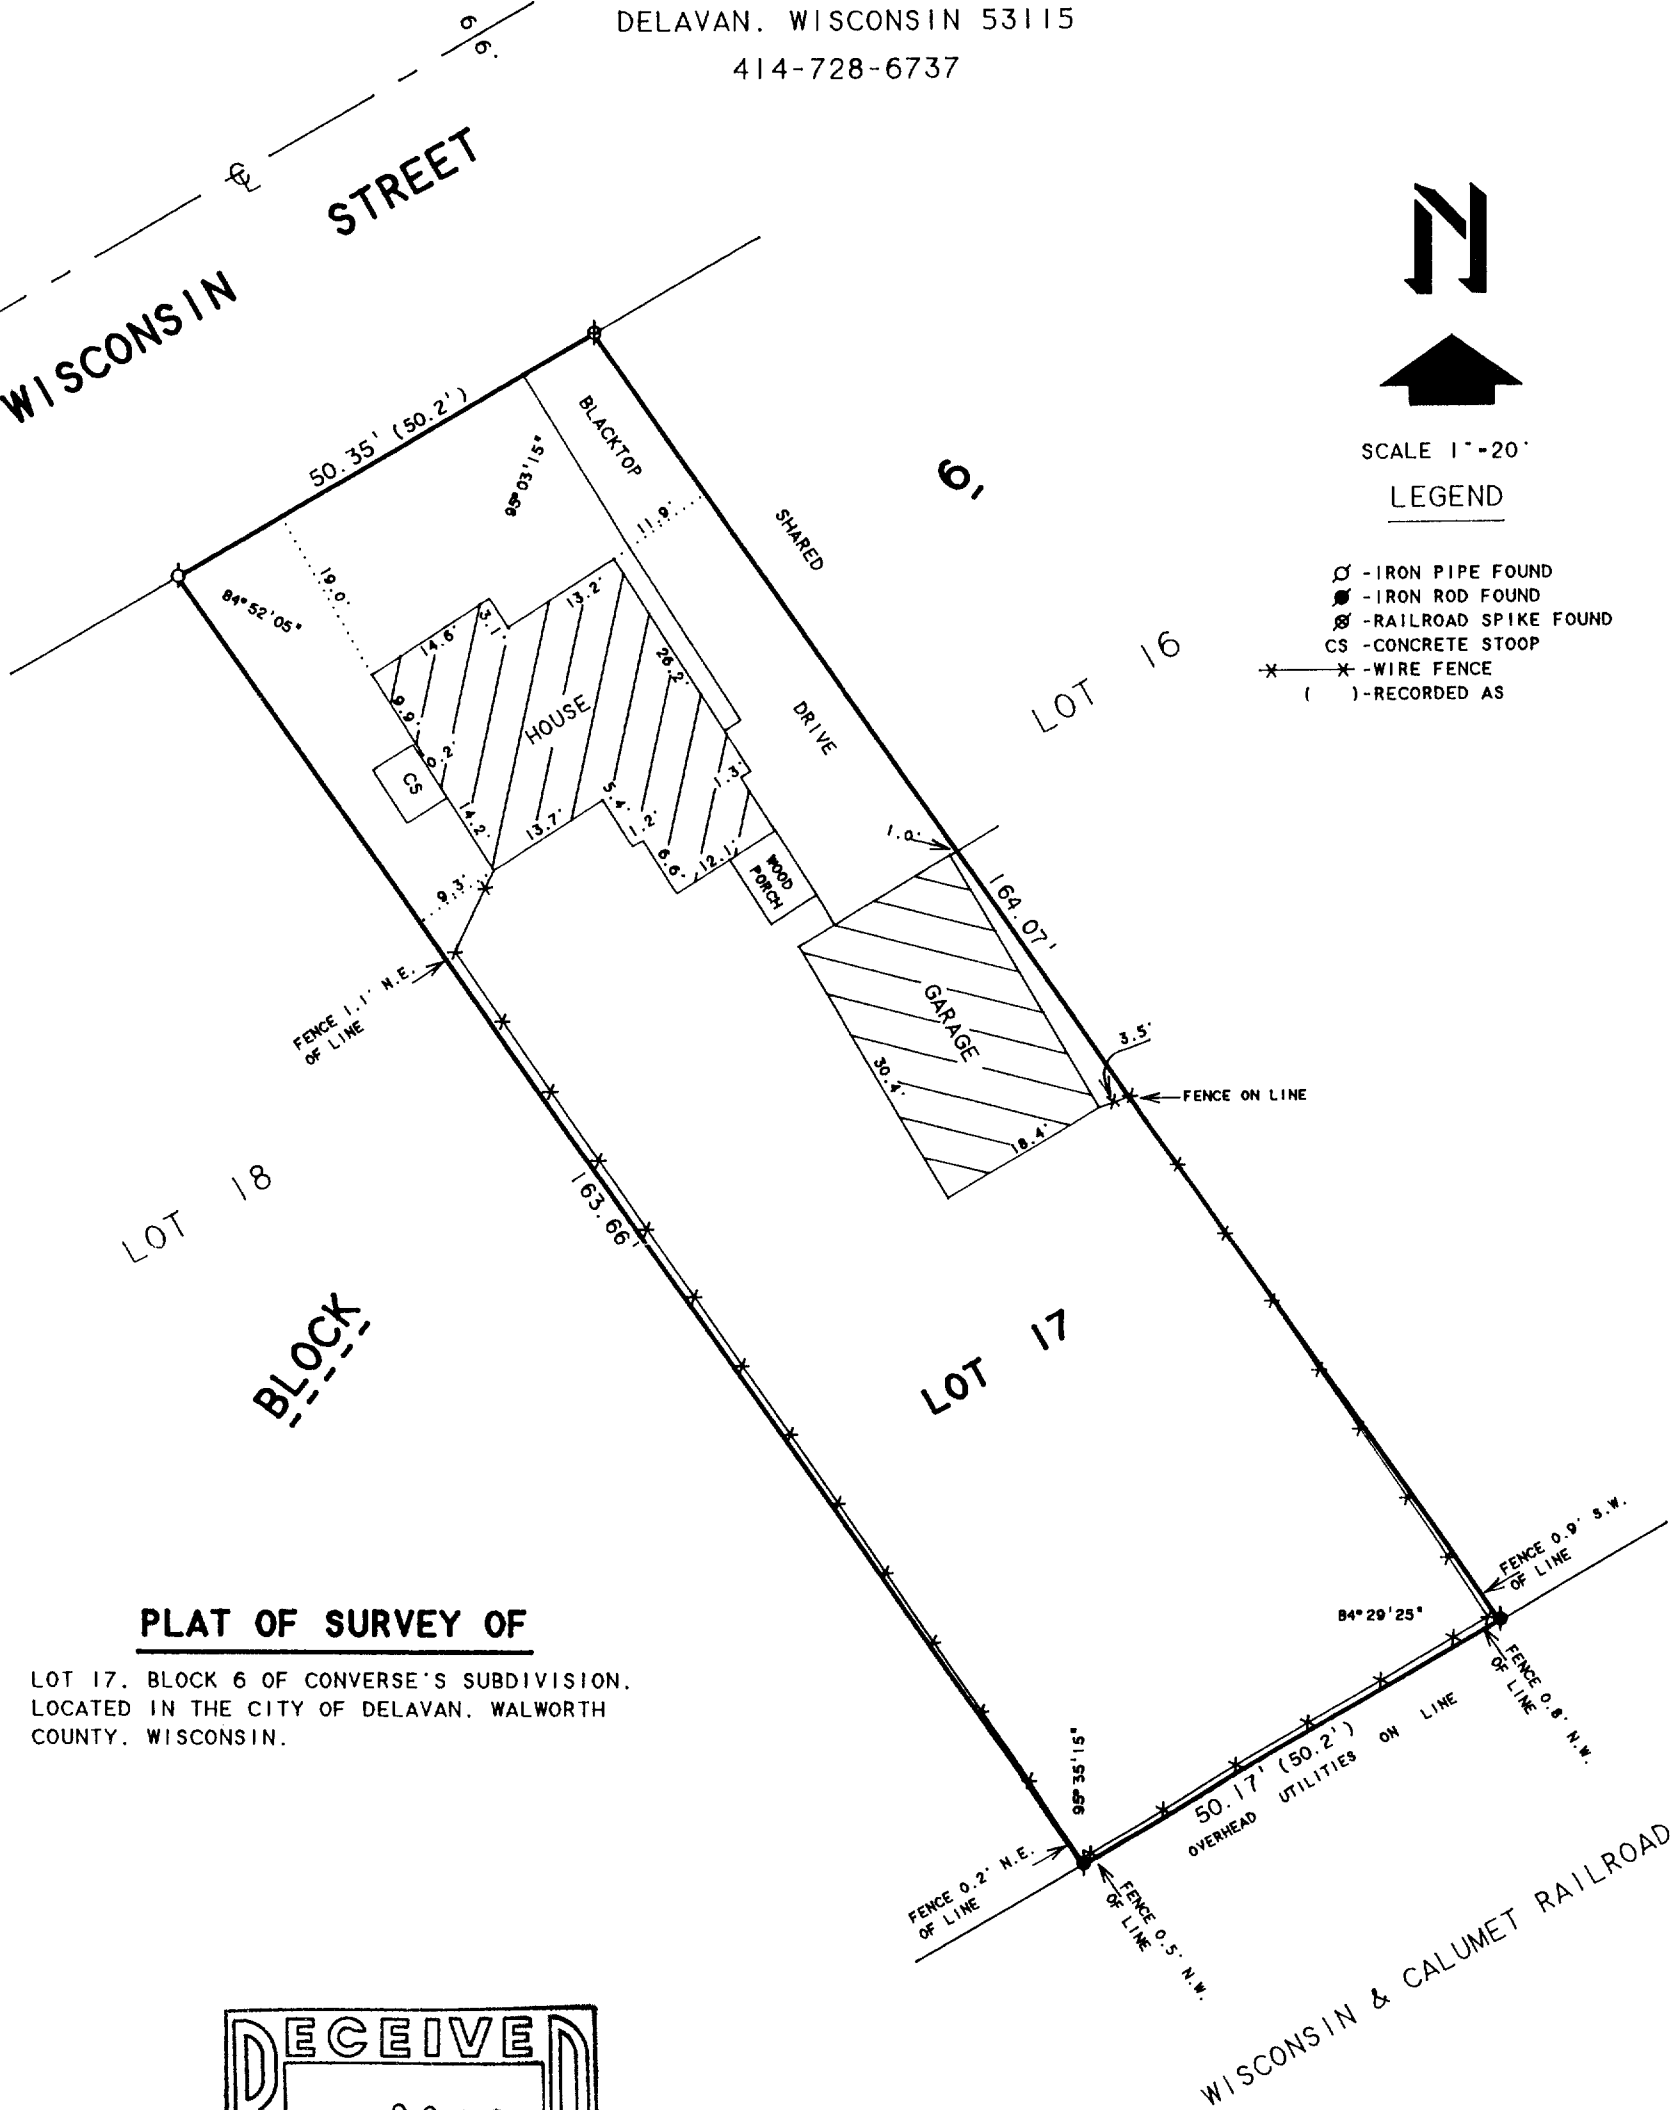 DELAVAN. WISCONSIN 53115
414-728-6737
66'
℄
WISCONSIN STREET
N
SCALE 1"-20'
LEGEND
-IRON PIPE FOUND
-IRON ROD FOUND
-RAILROAD SPIKE FOUND
CS -CONCRETE STOOP
-WIRE FENCE
( )-RECORDED AS
50.35' (50.2')
95°03'15"
84°52'05"
BLACKTOP
11.9'
SHARED
DRIVE
6,
LOT 16
19.0'
14.6'
3.1'
13.2'
26.2'
9.9'
0.2'
HOUSE
CS
14.2'
13.7'
5.4'
1.2'
6.6'
12.1'
1.3'
WOOD
PORCH
9.3'
1.0'
164.07'
FENCE 1.1' N.E.
OF LINE
GARAGE
30.4'
18.4'
3.5'
FENCE ON LINE
163.66'
LOT 18
BLOCK
LOT 17
PLAT OF SURVEY OF
LOT 17. BLOCK 6 OF CONVERSE'S SUBDIVISION.
LOCATED IN THE CITY OF DELAVAN. WALWORTH
COUNTY. WISCONSIN.
84°29'25"
FENCE 0.9' S.W.
OF LINE
FENCE 0.8' N.W.
OF LINE
95°35'15"
50.17' (50.2')
OVERHEAD UTILITIES ON LINE
FENCE 0.2' N.E.
OF LINE
FENCE 0.5' N.W.
OF LINE
WISCONSIN & CALUMET RAILROAD
DECEIVED